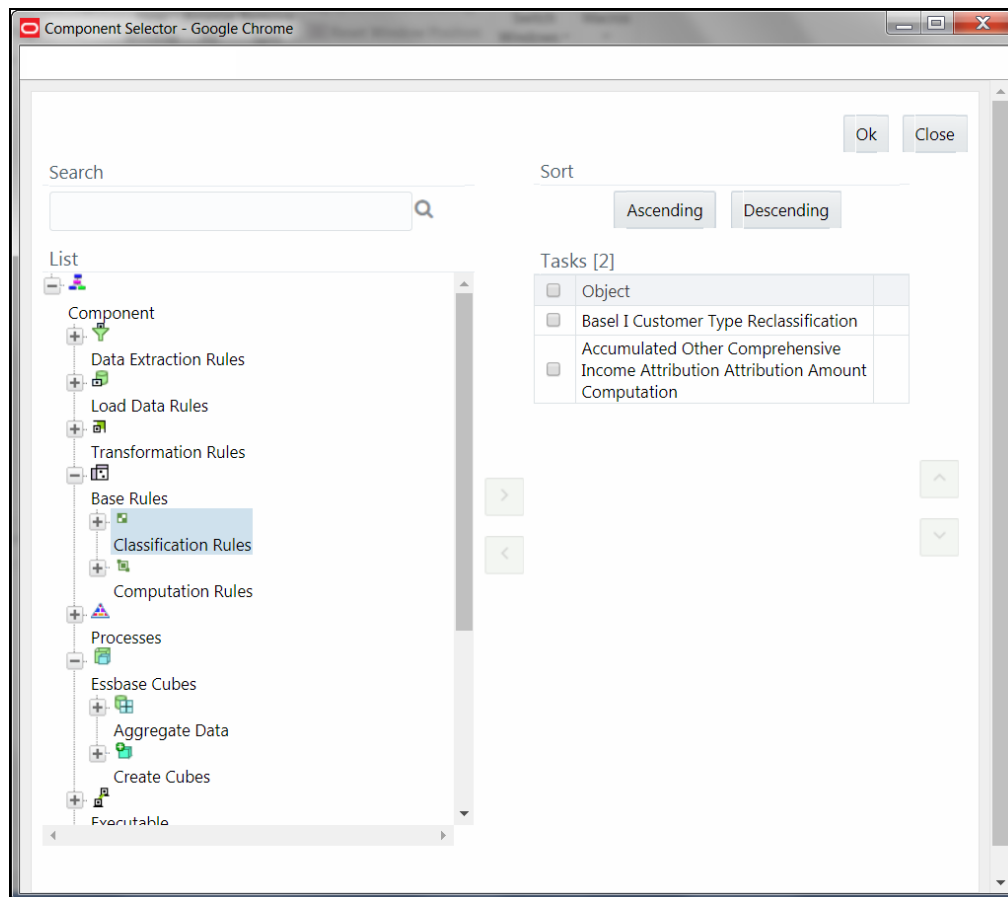 Component Selector - Google Chrome
Ok
Close
Search
Sort
Ascending
Descending
List
Tasks [2]
Component
Object
Data Extraction Rules
Basel I Customer Type Reclassification
Load Data Rules
Accumulated Other Comprehensive
Income Attribution Attribution Amount
Computation
Transformation Rules
Base Rules
Classification Rules
Computation Rules
Processes
Essbase Cubes
Aggregate Data
Create Cubes
Executable